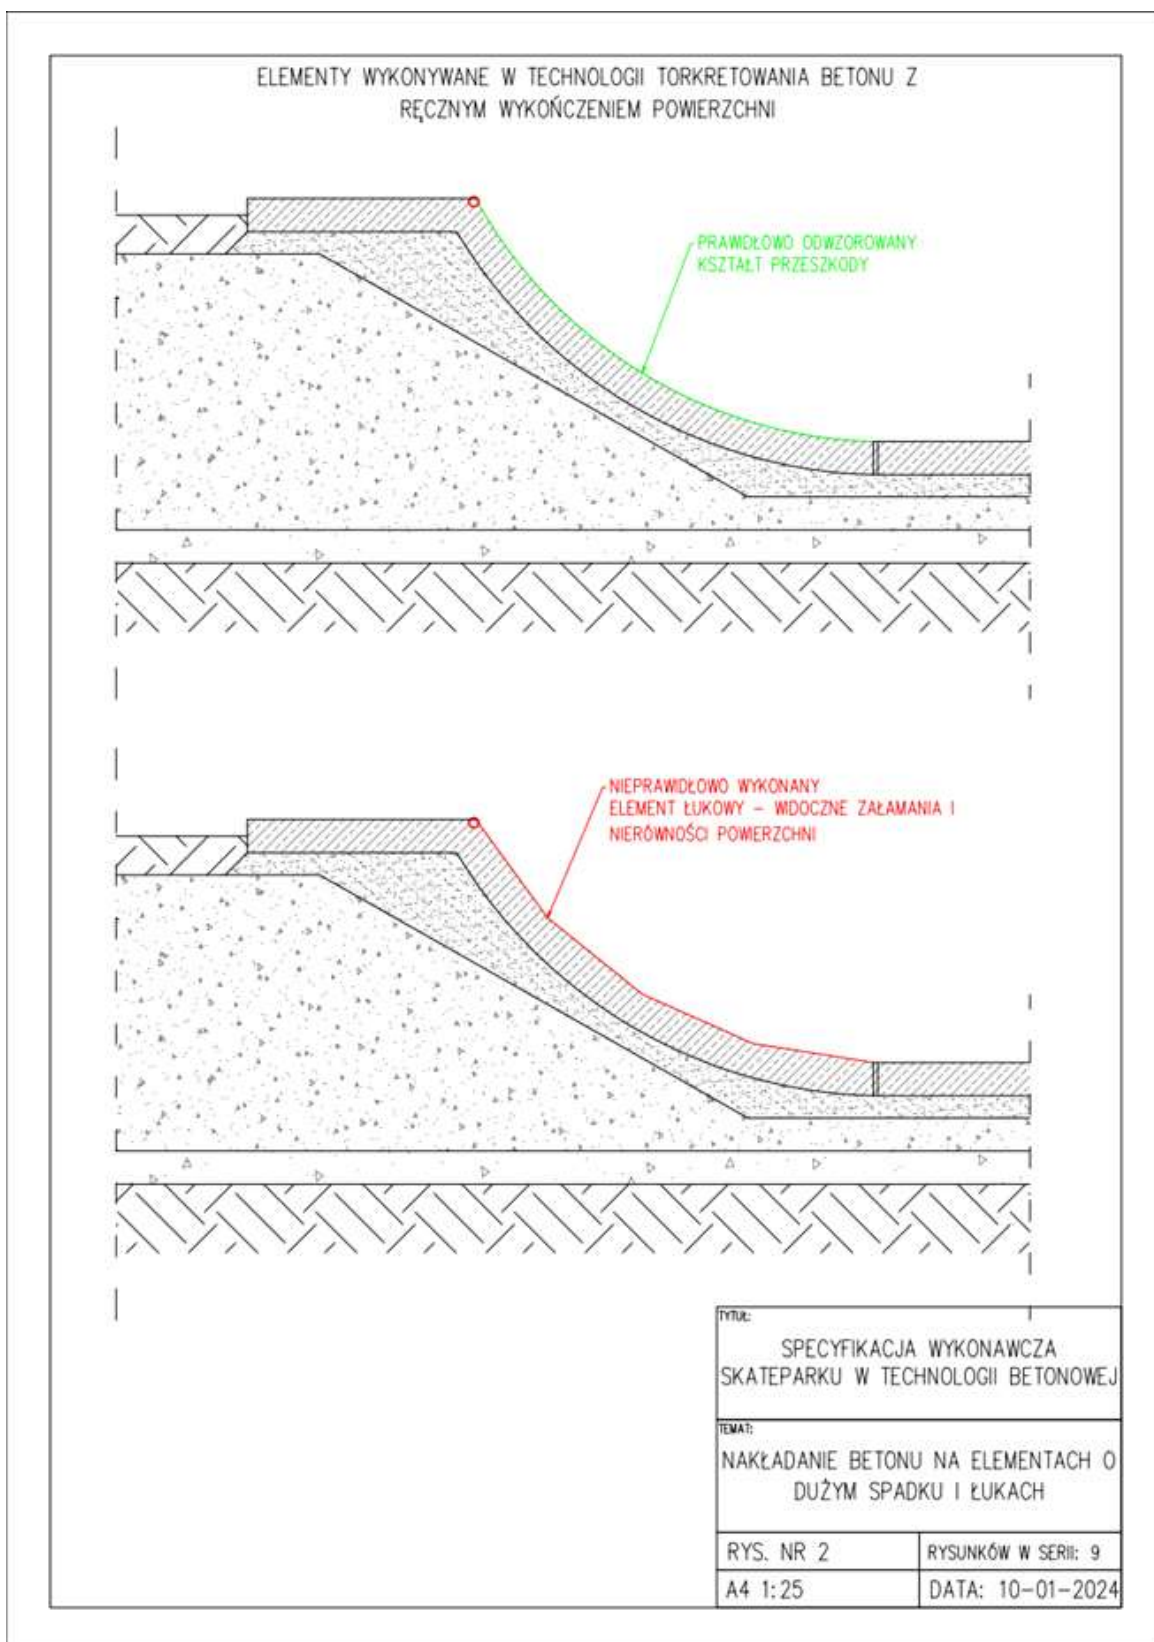 ELEMENTY WYKONYWANE W TECHNOLOGII TORKRETOWANIA BETONU Z
RĘCZNYM WYKOŃCZENIEM POWIERZCHNI
PRAWIDŁOWO ODWZOROWANY
KSZTAŁT PRZESZKODY
NIEPRAWIDŁOWO WYKONANY
ELEMENT ŁUKOWY – WIDOCZNE ZAŁAMANIA I
NIERÓWNOŚCI POWIERZCHNI
TYTUŁ:
SPECYFIKACJA WYKONAWCZA
SKATEPARKU W TECHNOLOGII BETONOWEJ
TEMAT:
NAKŁADANIE BETONU NA ELEMENTACH O
DUŻYM SPADKU I ŁUKACH
RYS. NR 2
RYSUNKÓW W SERII: 9
A4 1:25
DATA: 10-01-2024